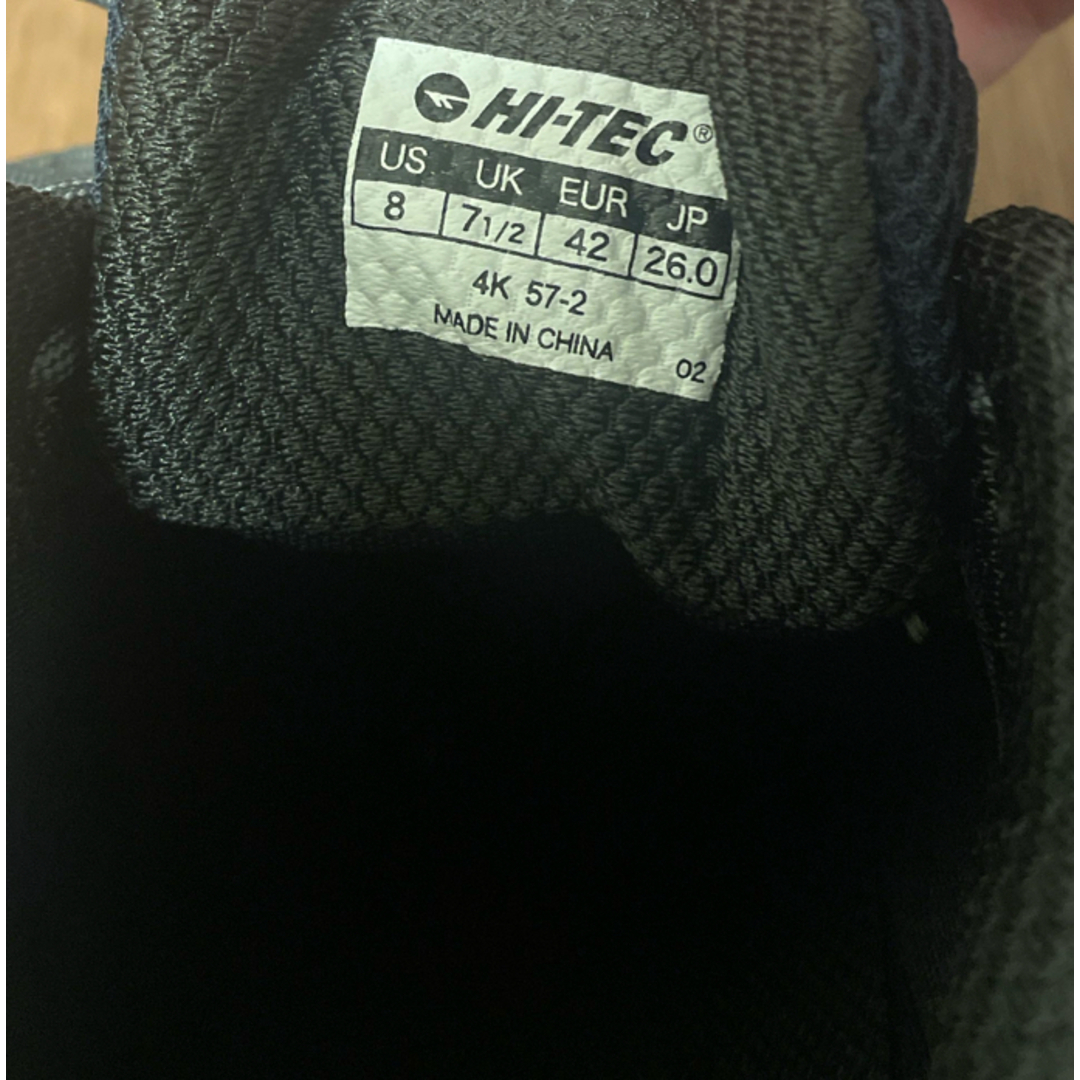 HI-TEC®
US UK EUR JP
8 7 1/2 42 26.0
4K 57-2
MADE IN CHINA
02